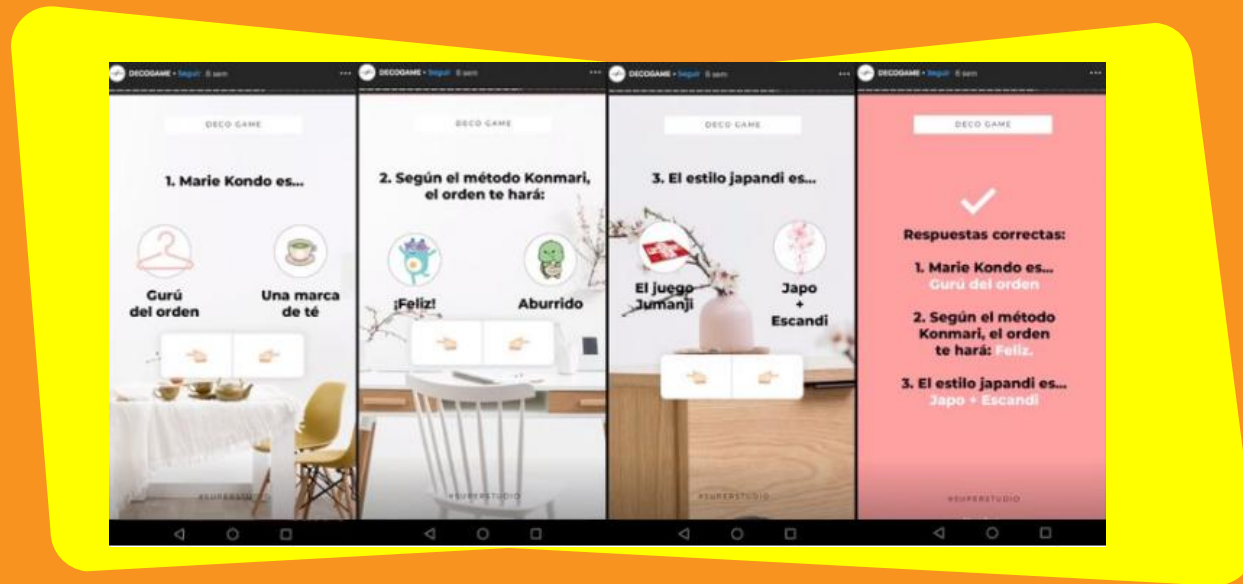 DECOGAME • Seguir 8 sem
DECO GAME
1. Marie Kondo es...
Gurú
del orden
Una marca
de té
#SUPERSTUDIO
DECOGAME • Seguir 8 sem
DECO GAME
2. Según el método Konmari,
el orden te hará:
¡Feliz!
Aburrido
#SUPERSTUDIO
DECOGAME • Seguir 8 sem
DECO GAME
3. El estilo japandi es...
El juego
Jumanji
Japo
+
Escandi
#SUPERSTUDIO
DECOGAME • Seguir 8 sem
DECO GAME
Respuestas correctas:
1. Marie Kondo es...
Gurú del orden
2. Según el método
Konmari, el orden
te hará: Feliz.
3. El estilo japandi es...
Japo + Escandi
#SUPERSTUDIO